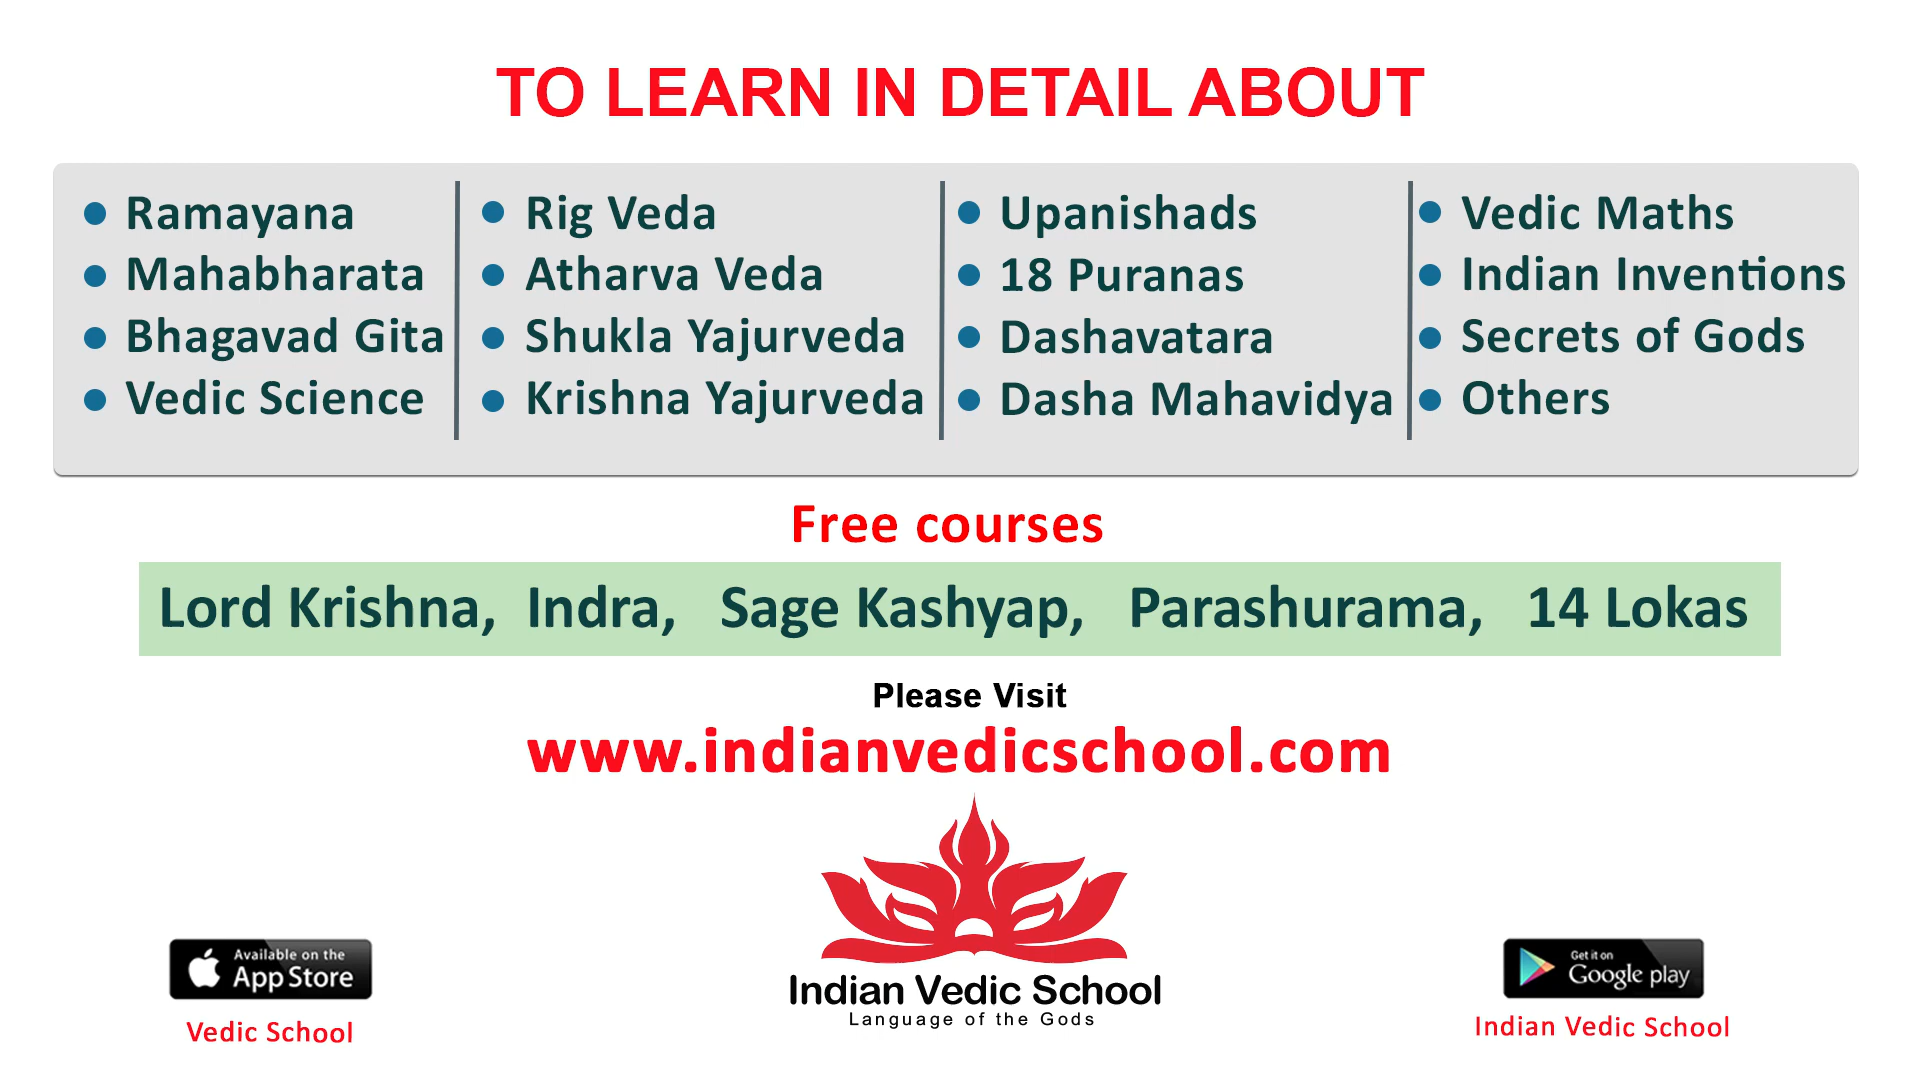 TO LEARN IN DETAIL ABOUT
Ramayana
Mahabharata
Bhagavad Gita
Vedic Science
Rig Veda
Atharva Veda
Shukla Yajurveda
Krishna Yajurveda
Upanishads
18 Puranas
Dashavatara
Dasha Mahavidya
Vedic Maths
Indian Inventions
Secrets of Gods
Others
Free courses
Lord Krishna, Indra, Sage Kashyap, Parashurama, 14 Lokas
Please Visit
www.indianvedicschool.com
Indian Vedic School
Language of the Gods
Available on the
App Store
Vedic School
Get it on
Google play
Indian Vedic School